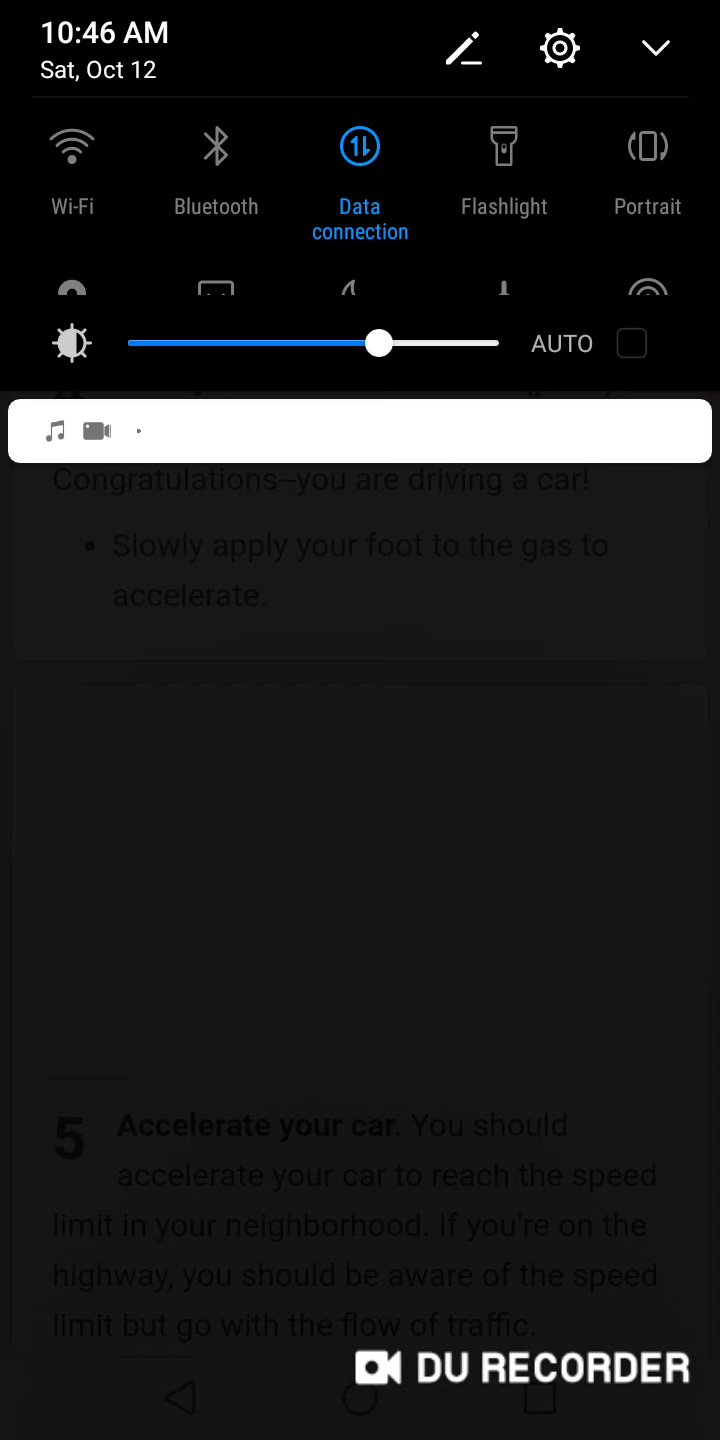 10:46 AM
Sat, Oct 12
Wi-Fi
Bluetooth
Data
connection
Flashlight
Portrait
AUTO
Congratulations--you are driving a car!
• Slowly apply your foot to the gas to
accelerate.
5 Accelerate your car. You should
accelerate your car to reach the speed
limit in your neighborhood. If you're on the
highway, you should be aware of the speed
limit but go with the flow of traffic.
DU RECORDER